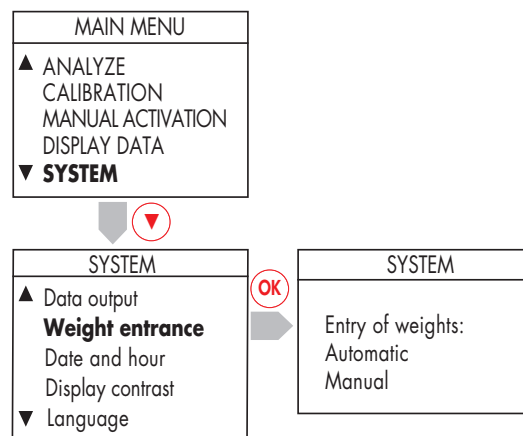 MAIN MENU
▲ ANALYZE
CALIBRATION
MANUAL ACTIVATION
DISPLAY DATA
▼ SYSTEM
▼
SYSTEM
▲ Data output
Weight entrance
Date and hour
Display contrast
▼ Language
OK
SYSTEM
Entry of weights:
Automatic
Manual